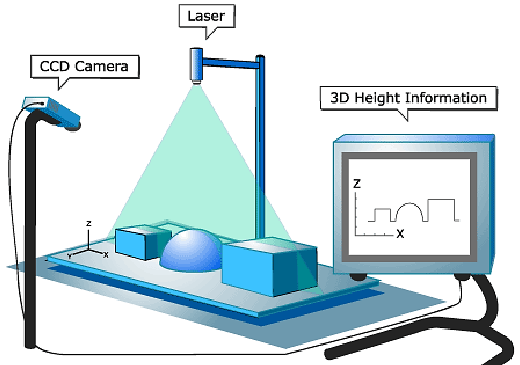 Laser
CCD Camera
3D Height Information
Z
X
Z
Y
X